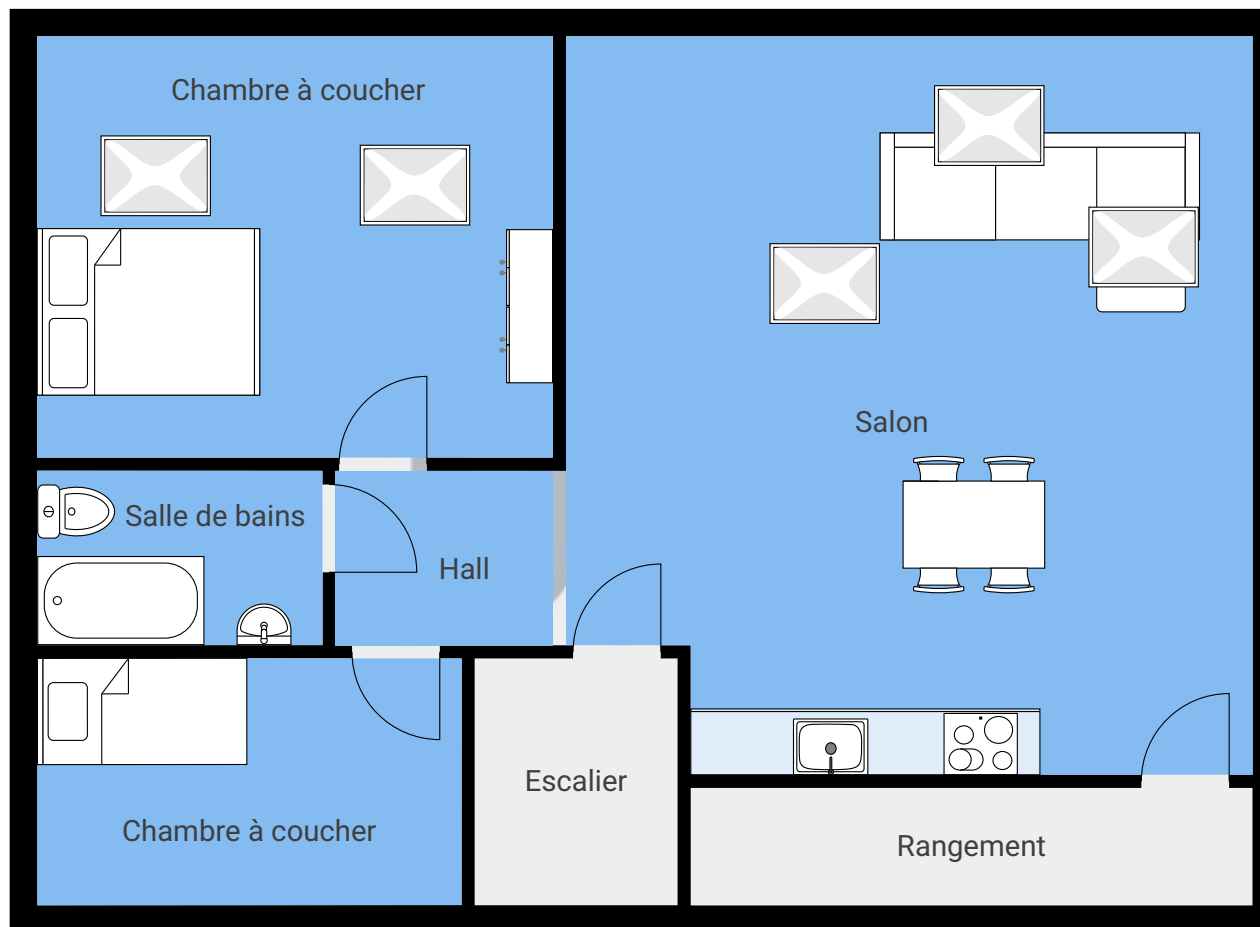 Chambre à coucher
Salon
Salle de bains
Hall
Escalier
Chambre à coucher
Rangement